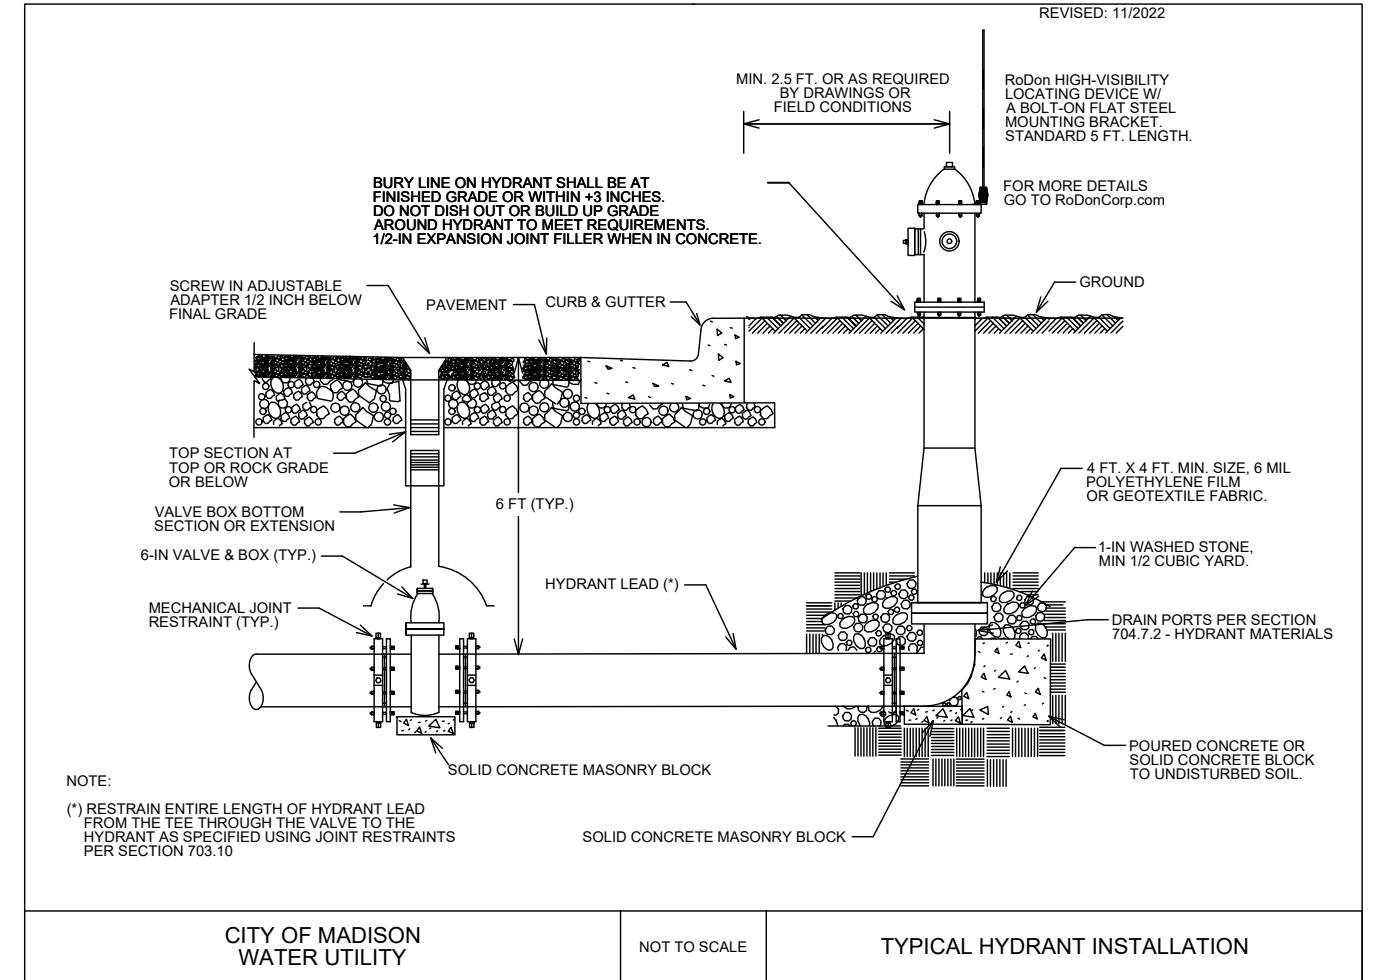 REVISED: 11/2022
MIN. 2.5 FT. OR AS REQUIRED
BY DRAWINGS OR
FIELD CONDITIONS
RoDon HIGH-VISIBILITY
LOCATING DEVICE W/
A BOLT-ON FLAT STEEL
MOUNTING BRACKET.
STANDARD 5 FT. LENGTH.
FOR MORE DETAILS
GO TO RoDonCorp.com
BURY LINE ON HYDRANT SHALL BE AT
FINISHED GRADE OR WITHIN +3 INCHES.
DO NOT DISH OUT OR BUILD UP GRADE
AROUND HYDRANT TO MEET REQUIREMENTS.
1/2-IN EXPANSION JOINT FILLER WHEN IN CONCRETE.
SCREW IN ADJUSTABLE
ADAPTER 1/2 INCH BELOW
FINAL GRADE
PAVEMENT
CURB & GUTTER
GROUND
TOP SECTION AT
TOP OR ROCK GRADE
OR BELOW
VALVE BOX BOTTOM
SECTION OR EXTENSION
6-IN VALVE & BOX (TYP.)
MECHANICAL JOINT
RESTRAINT (TYP.)
6 FT (TYP.)
HYDRANT LEAD (*)
4 FT. X 4 FT. MIN. SIZE, 6 MIL
POLYETHYLENE FILM
OR GEOTEXTILE FABRIC.
1-IN WASHED STONE,
MIN 1/2 CUBIC YARD.
DRAIN PORTS PER SECTION
704.7.2 - HYDRANT MATERIALS
POURED CONCRETE OR
SOLID CONCRETE BLOCK
TO UNDISTURBED SOIL.
SOLID CONCRETE MASONRY BLOCK
SOLID CONCRETE MASONRY BLOCK
NOTE:
(*) RESTRAIN ENTIRE LENGTH OF HYDRANT LEAD
FROM THE TEE THROUGH THE VALVE TO THE
HYDRANT AS SPECIFIED USING JOINT RESTRAINTS
PER SECTION 703.10
CITY OF MADISON
WATER UTILITY
NOT TO SCALE
TYPICAL HYDRANT INSTALLATION